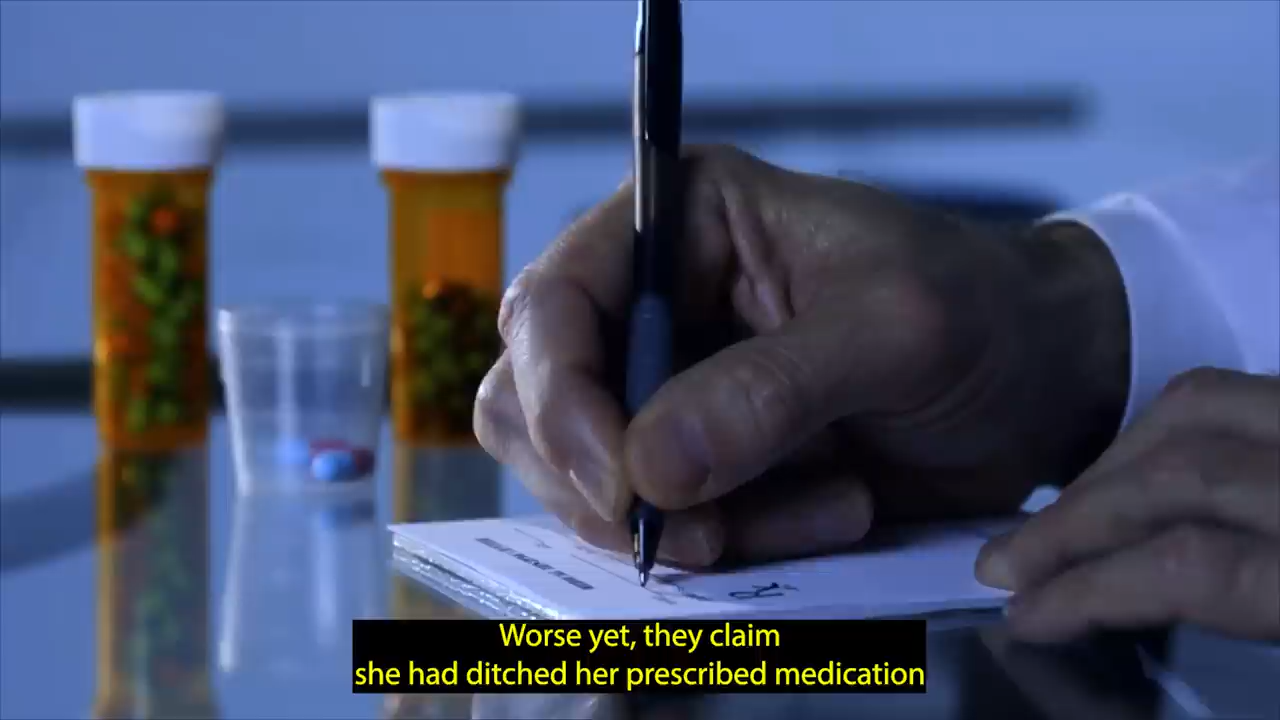 ℞
Worse yet, they claim
she had ditched her prescribed medication